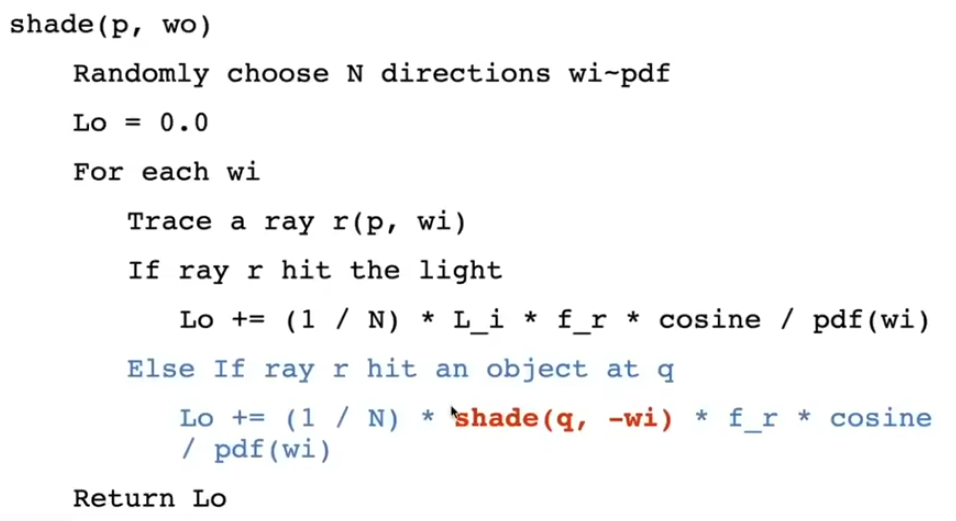 shade(p, wo)
Randomly choose N directions wi~pdf
Lo = 0.0
For each wi
Trace a ray r(p, wi)
If ray r hit the light
Lo += (1 / N) * L_i * f_r * cosine / pdf(wi)
Else If ray r hit an object at q
Lo += (1 / N) * shade(q, -wi) * f_r * cosine
/ pdf(wi)
Return Lo